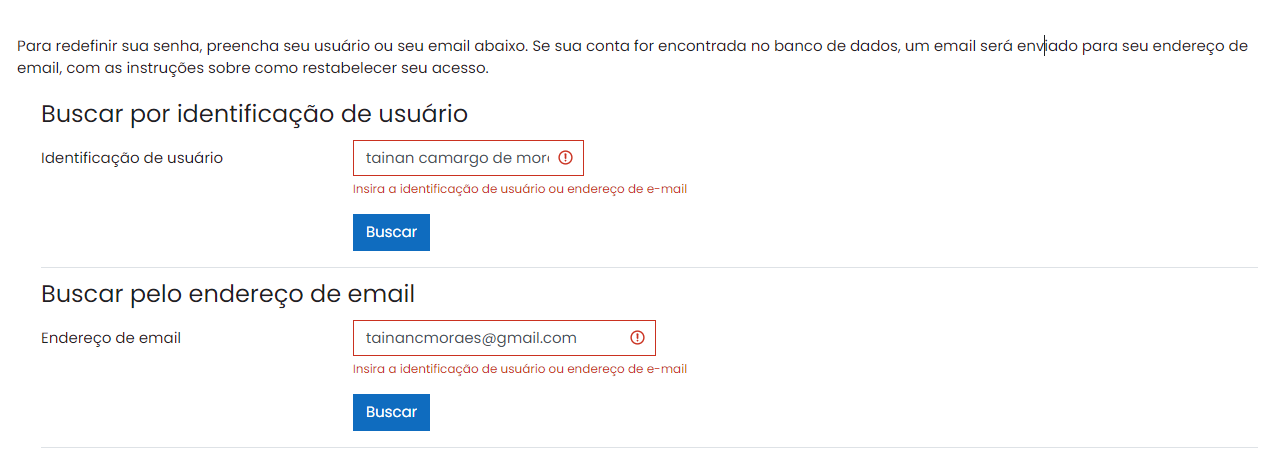 Para redefinir sua senha, preencha seu usuário ou seu email abaixo. Se sua conta for encontrada no banco de dados, um email será enviado para seu endereço de
email, com as instruções sobre como restabelecer seu acesso.
Buscar por identificação de usuário
Identificação de usuário
tainan camargo de mor
Insira a identificação de usuário ou endereço de e-mail
Buscar
Buscar pelo endereço de email
Endereço de email
tainancmoraes@gmail.com
Insira a identificação de usuário ou endereço de e-mail
Buscar